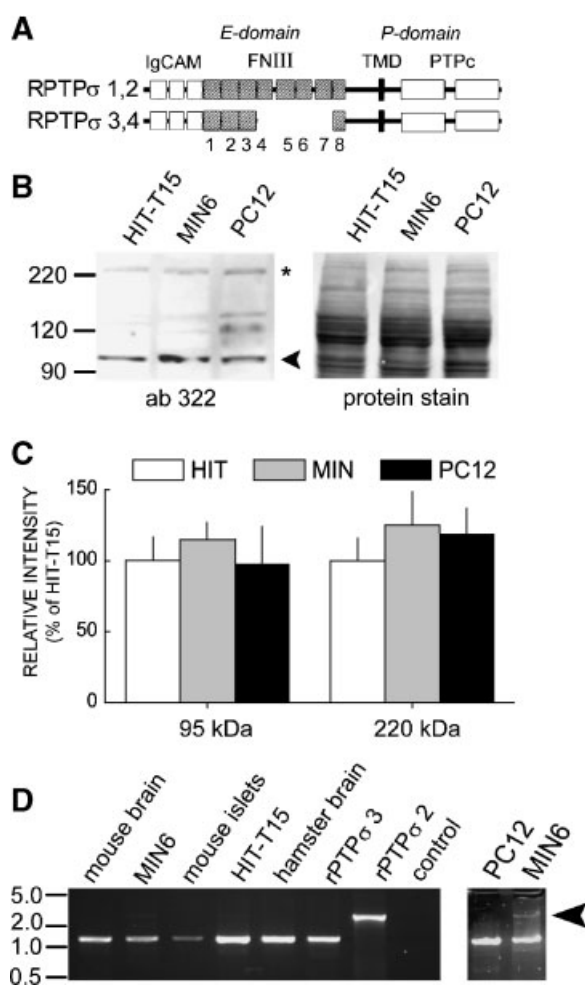 A
E-domain P-domain
IgCAM FNIII TMD PTPc
RPTPσ 1,2
RPTPσ 3,4
1 2 3 4 5 6 7 8
B
HIT-T15 MIN6 PC12 HIT-T15 MIN6 PC12
220 *
120
90
ab 322 protein stain
C
HIT MIN PC12
RELATIVE INTENSITY
(% of HIT-T15)
150
100
50
0
95 kDa 220 kDa
D
mouse brain MIN6 mouse islets HIT-T15 hamster brain rPTPσ 3 rPTPσ 2 control PC12 MIN6
5.0
2.0
1.0
0.5